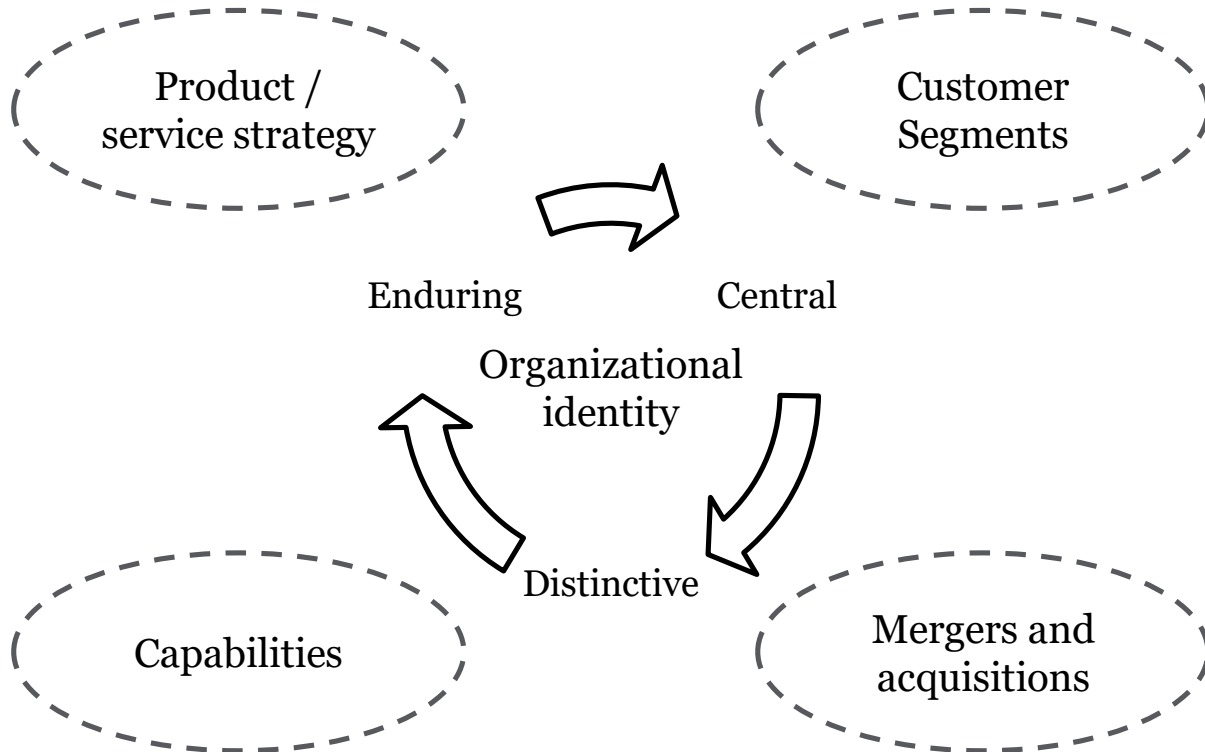 Product /
service strategy
Customer
Segments
Enduring
Central
Organizational
identity
Distinctive
Capabilities
Mergers and
acquisitions